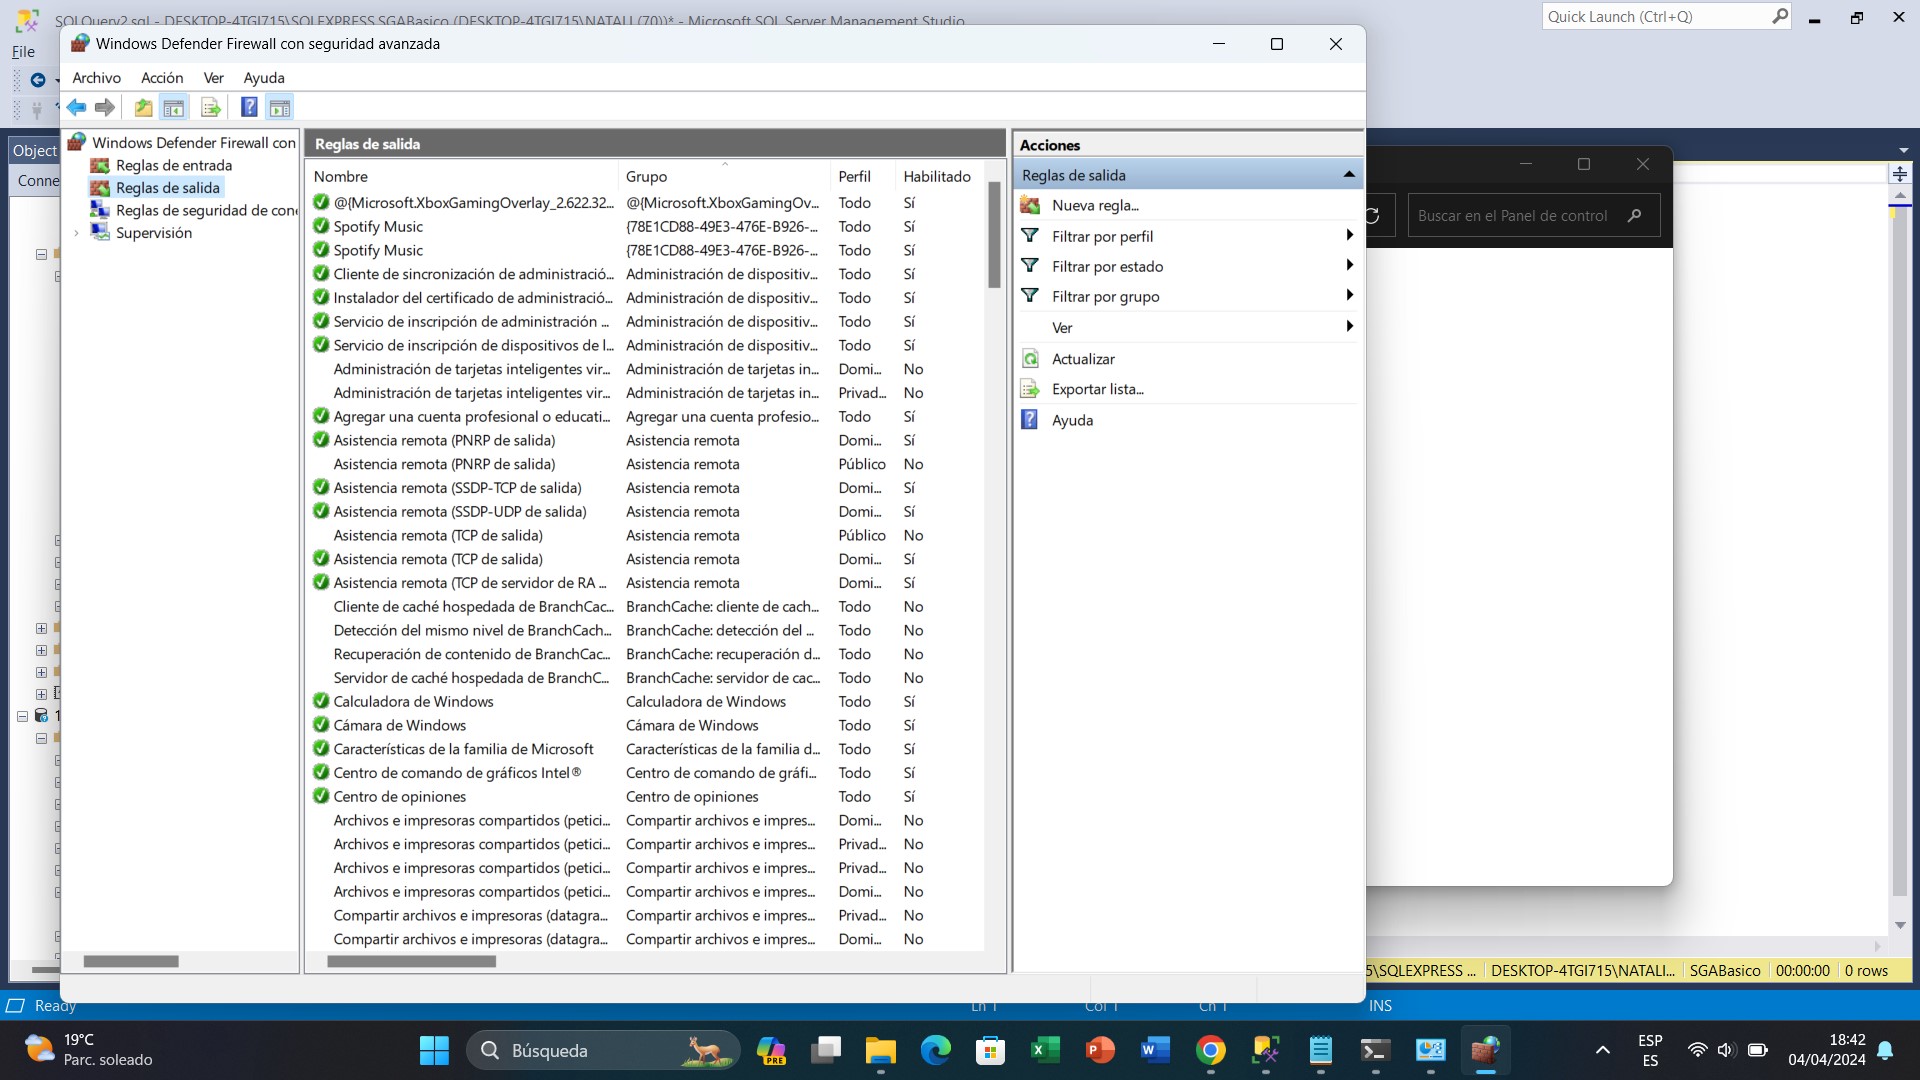 SQLQuery2.sql - DESKTOP-4TGI715\SQLEXPRESS.SGABasico (DESKTOP-4TGI715\NATALI (70))* - Microsoft SQL Server Management Studio
Quick Launch (Ctrl+Q)
File
Windows Defender Firewall con seguridad avanzada
Archivo Acción Ver Ayuda
Object
Conne
Windows Defender Firewall con
Reglas de entrada
Reglas de salida
Reglas de seguridad de con
Supervisión
Reglas de salida
Nombre Grupo Perfil Habilitado
@{Microsoft.XboxGamingOverlay_2.622.32... @{Microsoft.XboxGamingOv... Todo Sí
Spotify Music {78E1CD88-49E3-476E-B926-... Todo Sí
Spotify Music {78E1CD88-49E3-476E-B926-... Todo Sí
Cliente de sincronización de administració... Administración de dispositiv... Todo Sí
Instalador del certificado de administració... Administración de dispositiv... Todo Sí
Servicio de inscripción de administración ... Administración de dispositiv... Todo Sí
Servicio de inscripción de dispositivos de l... Administración de dispositiv... Todo Sí
Administración de tarjetas inteligentes vir... Administración de tarjetas in... Domi... No
Administración de tarjetas inteligentes vir... Administración de tarjetas in... Privad... No
Agregar una cuenta profesional o educati... Agregar una cuenta profesio... Todo Sí
Asistencia remota (PNRP de salida) Asistencia remota Domi... Sí
Asistencia remota (PNRP de salida) Asistencia remota Público No
Asistencia remota (SSDP-TCP de salida) Asistencia remota Domi... Sí
Asistencia remota (SSDP-UDP de salida) Asistencia remota Domi... Sí
Asistencia remota (TCP de salida) Asistencia remota Público No
Asistencia remota (TCP de salida) Asistencia remota Domi... Sí
Asistencia remota (TCP de servidor de RA ... Asistencia remota Domi... Sí
Cliente de caché hospedada de BranchCac... BranchCache: cliente de cach... Todo No
Detección del mismo nivel de BranchCach... BranchCache: detección del ... Todo No
Recuperación de contenido de BranchCac... BranchCache: recuperación d... Todo No
Servidor de caché hospedada de BranchC... BranchCache: servidor de cac... Todo No
Calculadora de Windows Calculadora de Windows Todo Sí
Cámara de Windows Cámara de Windows Todo Sí
Características de la familia de Microsoft Características de la familia d... Todo Sí
Centro de comando de gráficos Intel® Centro de comando de gráfi... Todo Sí
Centro de opiniones Centro de opiniones Todo Sí
Archivos e impresoras compartidos (petici... Compartir archivos e impres... Domi... No
Archivos e impresoras compartidos (petici... Compartir archivos e impres... Privad... No
Archivos e impresoras compartidos (petici... Compartir archivos e impres... Privad... No
Archivos e impresoras compartidos (petici... Compartir archivos e impres... Domi... No
Compartir archivos e impresoras (datagra... Compartir archivos e impres... Privad... No
Compartir archivos e impresoras (datagra... Compartir archivos e impres... Domi... No
Acciones
Reglas de salida
Nueva regla...
Filtrar por perfil
Filtrar por estado
Filtrar por grupo
Ver
Actualizar
Exportar lista...
Ayuda
Buscar en el Panel de control
5\SQLEXPRESS ... DESKTOP-4TGI715\NATALI... SGABasico 00:00:00 0 rows
Ready Ln 1 Col 1 Ch 1 INS
19°C
Parc. soleado
Búsqueda
PRE
ESP
ES
18:42
04/04/2024